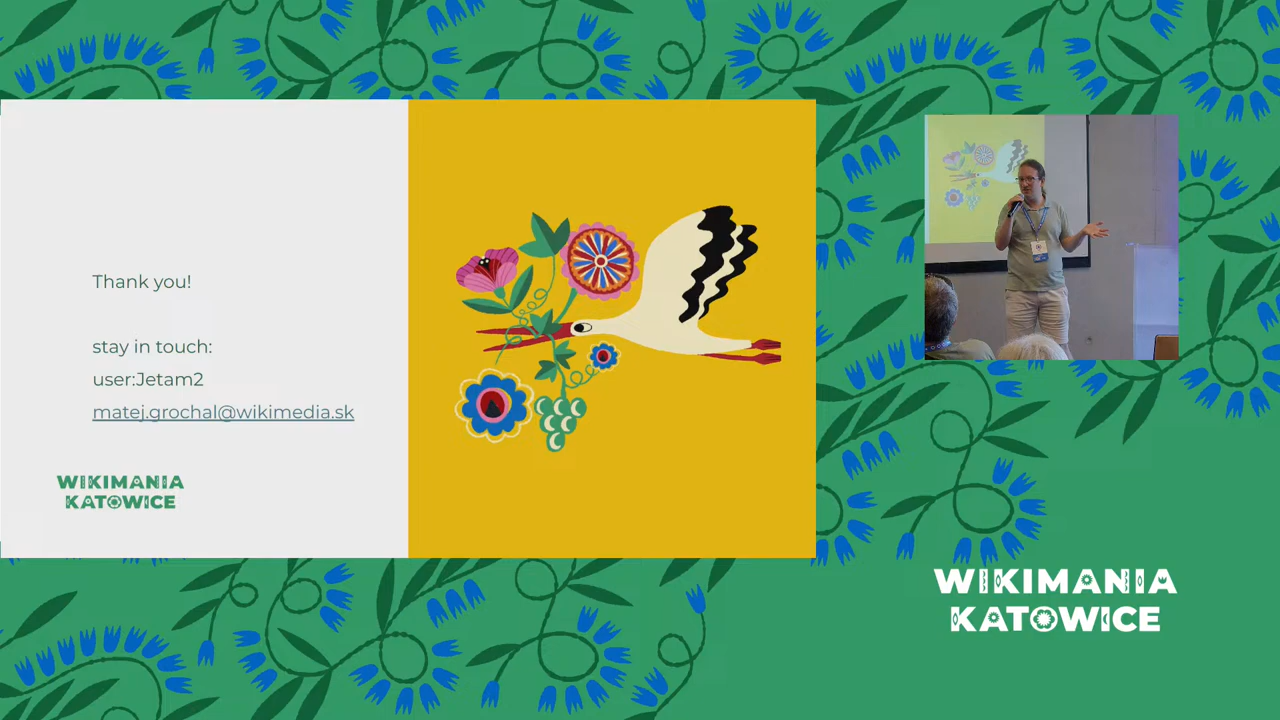 Thank you!
stay in touch:
user:Jetam2
matej.grochal@wikimedia.sk
WIKIMANIA
KATOWICE
WIKIMANIA
KATOWICE